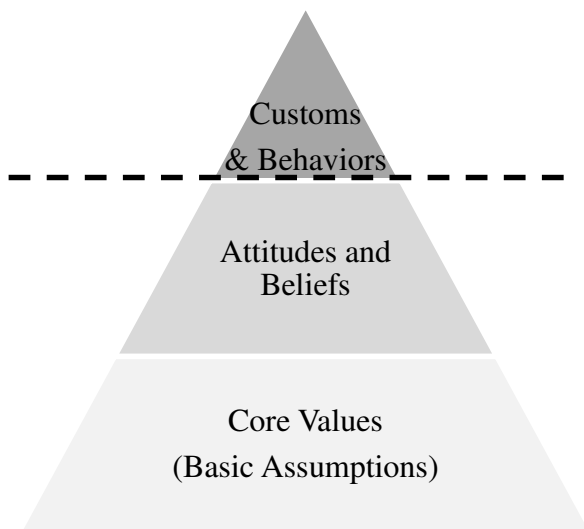 Customs
& Behaviors
Attitudes and
Beliefs
Core Values
(Basic Assumptions)